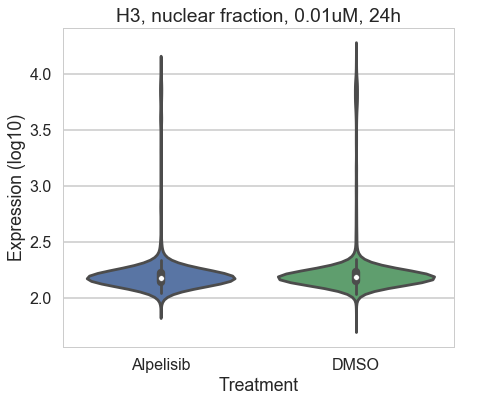 H3, nuclear fraction, 0.01uM, 24h
Expression (log10)
4.0
3.5
3.0
2.5
2.0
Alpelisib DMSO
Treatment